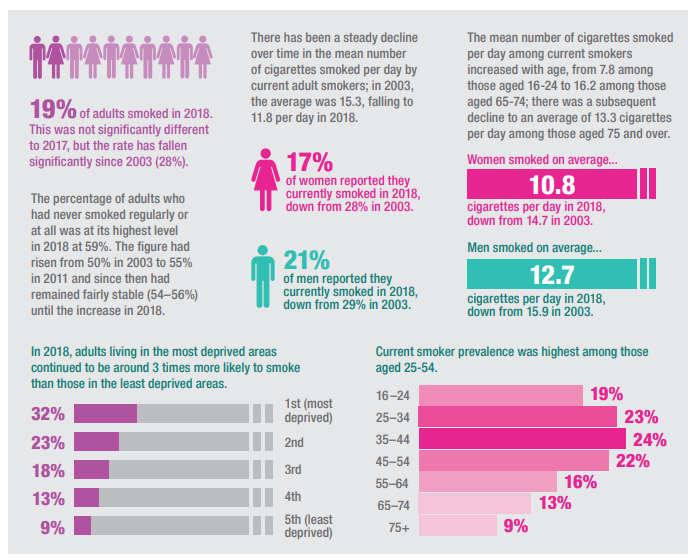 19% of adults smoked in 2018.
This was not significantly different
to 2017, but the rate has fallen
significantly since 2003 (28%).
The percentage of adults who
had never smoked regularly or
at all was at its highest level
in 2018 at 59%. The figure had
risen from 50% in 2003 to 55%
in 2011 and since then had
remained fairly stable (54–56%)
until the increase in 2018.
There has been a steady decline
over time in the mean number
of cigarettes smoked per day by
current adult smokers; in 2003,
the average was 15.3, falling to
11.8 per day in 2018.
17%
of women reported they
currently smoked in 2018,
down from 28% in 2003.
21%
of men reported they
currently smoked in 2018,
down from 29% in 2003.
The mean number of cigarettes smoked
per day among current smokers
increased with age, from 7.8 among
those aged 16-24 to 16.2 among those
aged 65-74; there was a subsequent
decline to an average of 13.3 cigarettes
per day among those aged 75 and over.
Women smoked on average...
10.8
cigarettes per day in 2018,
down from 14.7 in 2003.
Men smoked on average...
12.7
cigarettes per day in 2018,
down from 15.9 in 2003.
In 2018, adults living in the most deprived areas
continued to be around 3 times more likely to smoke
than those in the least deprived areas.
32% 1st (most
deprived)
23% 2nd
18% 3rd
13% 4th
9% 5th (least
deprived)
Current smoker prevalence was highest among those
aged 25-54.
16–24 19%
25–34 23%
35–44 24%
45–54 22%
55–64 16%
65–74 13%
75+ 9%